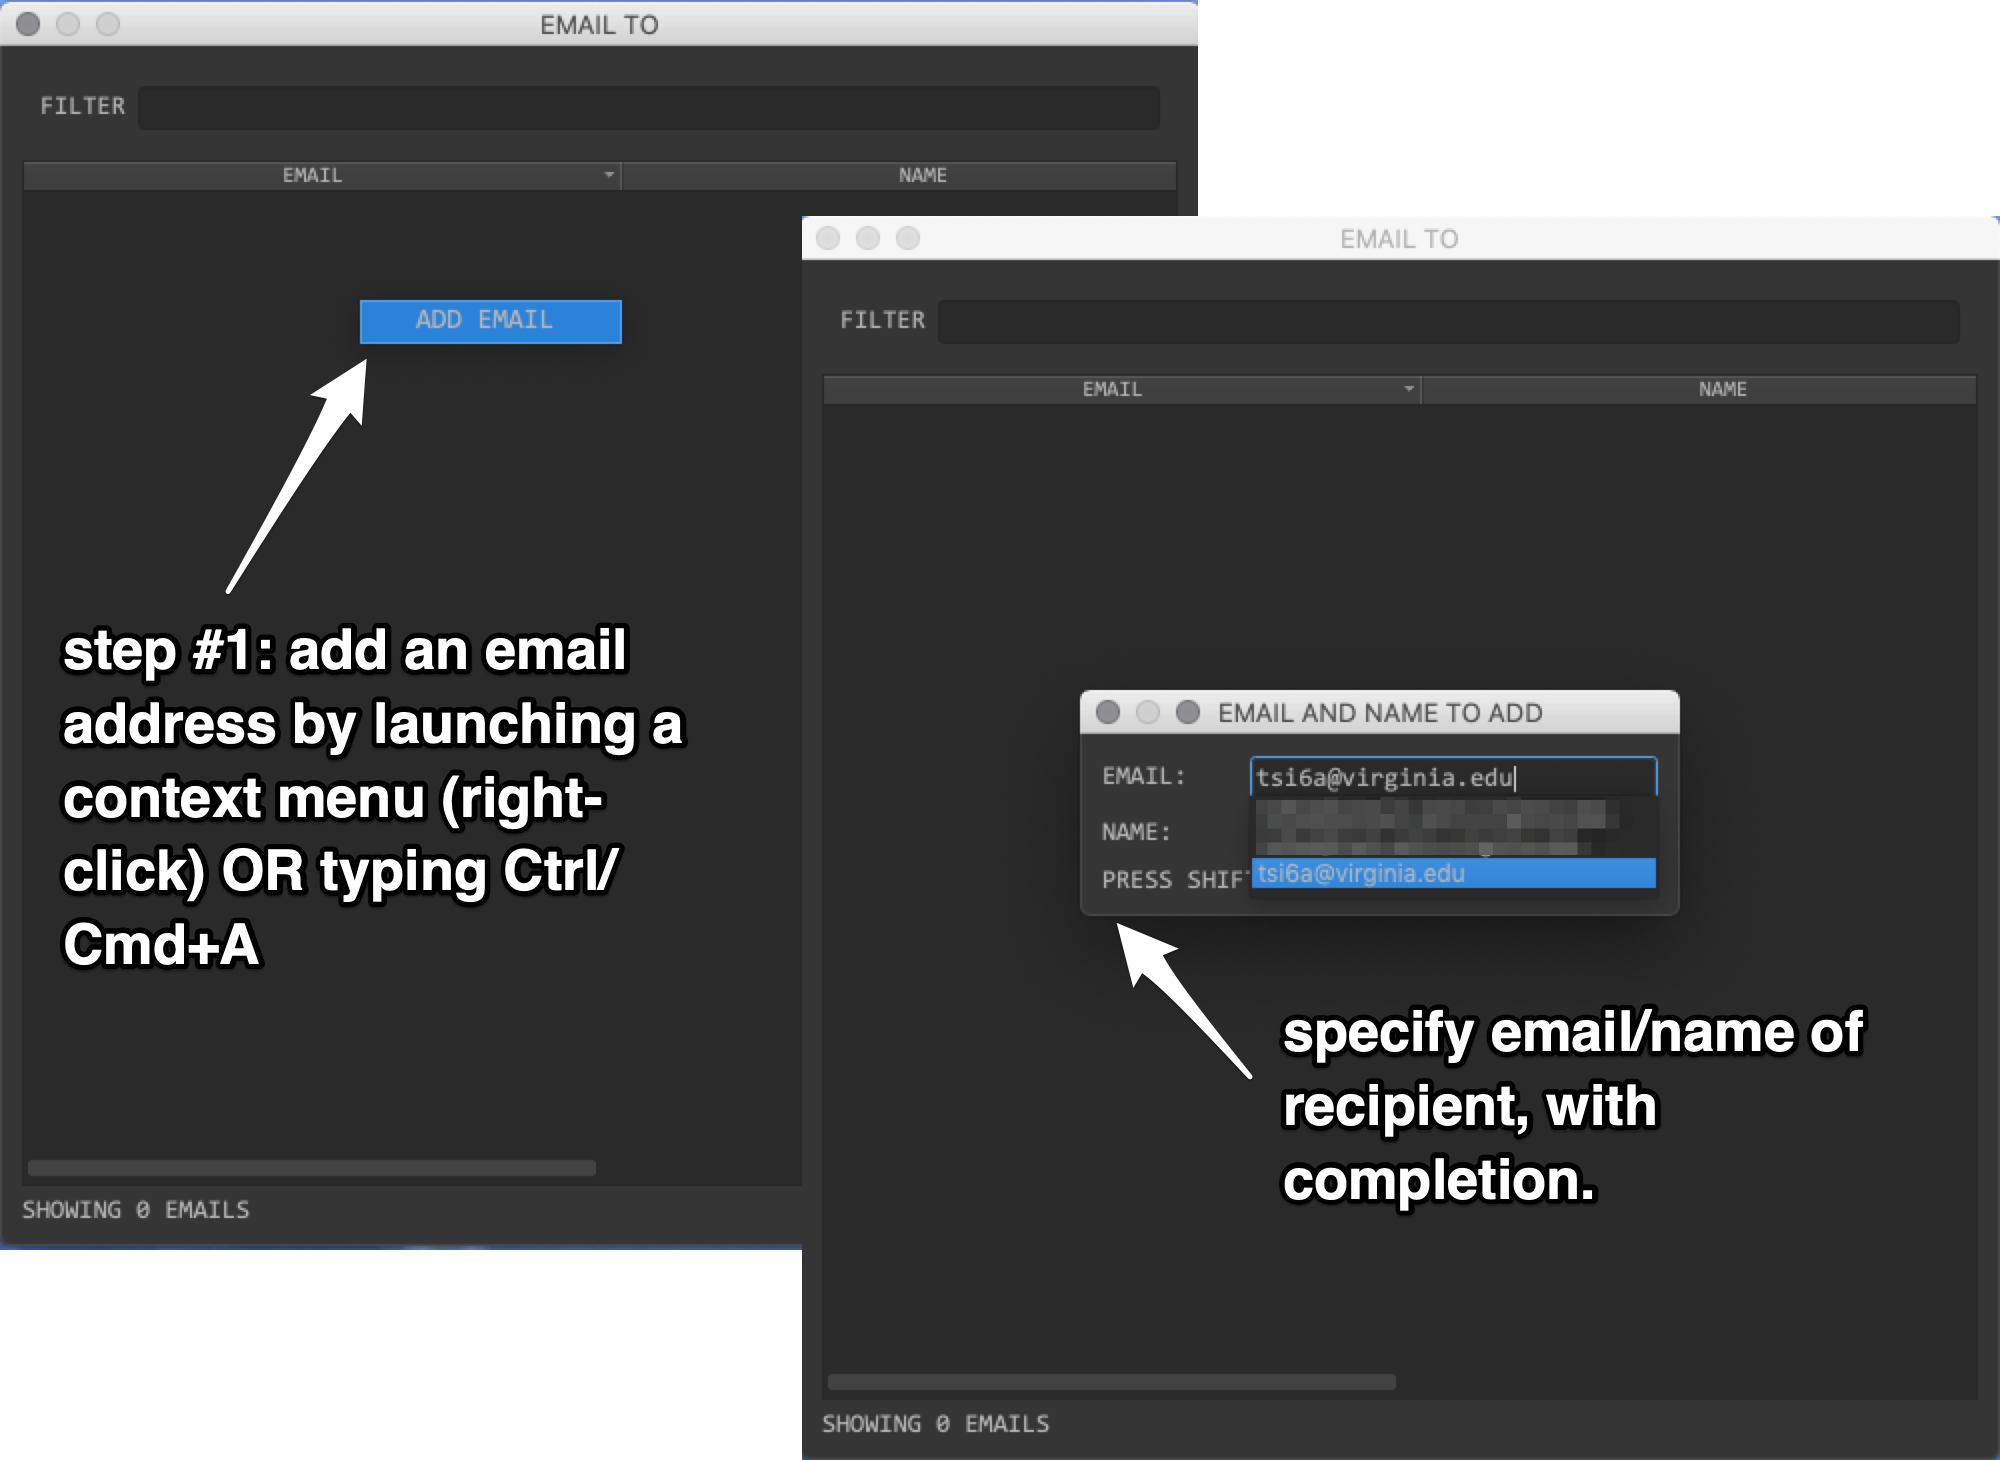 EMAIL TO
FILTER
EMAIL NAME
ADD EMAIL
step #1: add an email
address by launching a
context menu (right-
click) OR typing Ctrl/
Cmd+A
SHOWING 0 EMAILS
EMAIL TO
FILTER
EMAIL NAME
EMAIL AND NAME TO ADD
EMAIL: tsi6a@virginia.edu
NAME:
PRESS SHIF
tsi6a@virginia.edu
specify email/name of
recipient, with
completion.
SHOWING 0 EMAILS